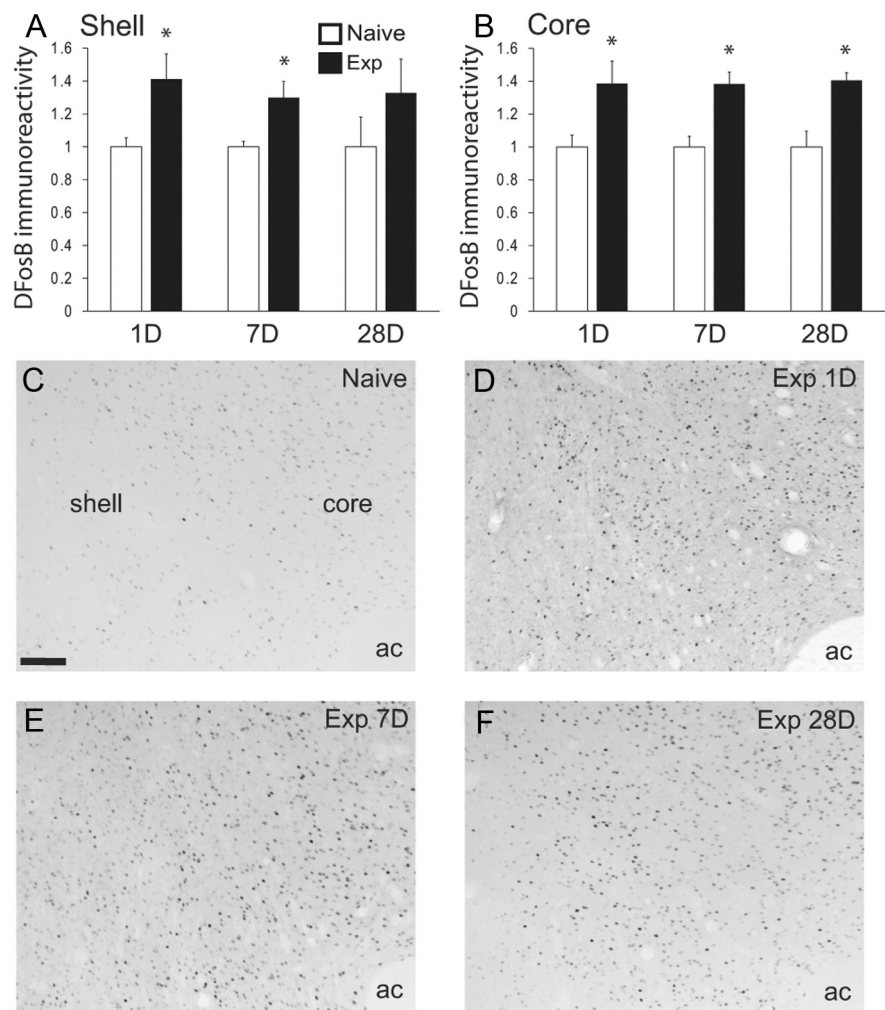 A Shell
Naive
Exp
*
*
DFosB immunoreactivity
1.6
1.4
1.2
1
0.8
0.6
0.4
0.2
0
1D 7D 28D
B Core
*
*
*
DFosB immunoreactivity
1.6
1.4
1.2
1
0.8
0.6
0.4
0.2
0
1D 7D 28D
C Naive
shell core
ac
D Exp 1D
ac
E Exp 7D
ac
F Exp 28D
ac